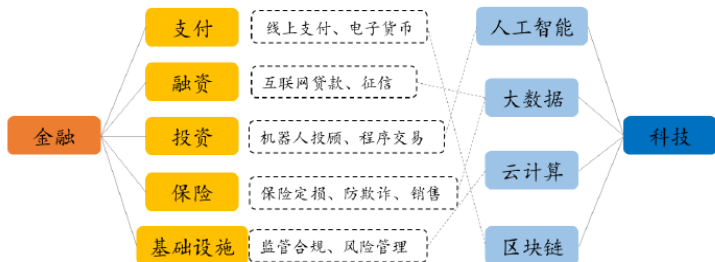 支付
线上支付、电子货币
人工智能
融资
互联网贷款、征信
大数据
金融
投资
机器人投顾、程序交易
科技
保险
保险定损、防欺诈、销售
云计算
基础设施
监管合规、风险管理
区块链